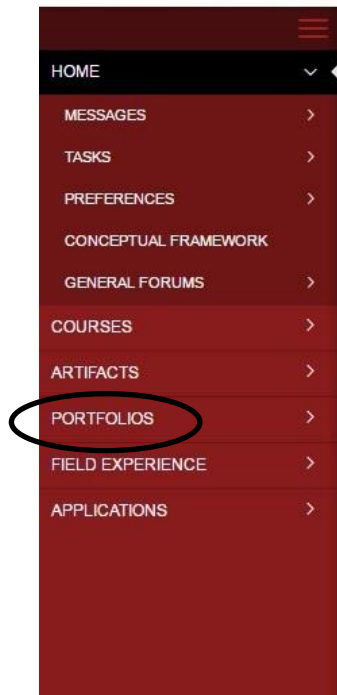 HOME
MESSAGES
TASKS
PREFERENCES
CONCEPTUAL FRAMEWORK
GENERAL FORUMS
COURSES
ARTIFACTS
PORTFOLIOS
FIELD EXPERIENCE
APPLICATIONS